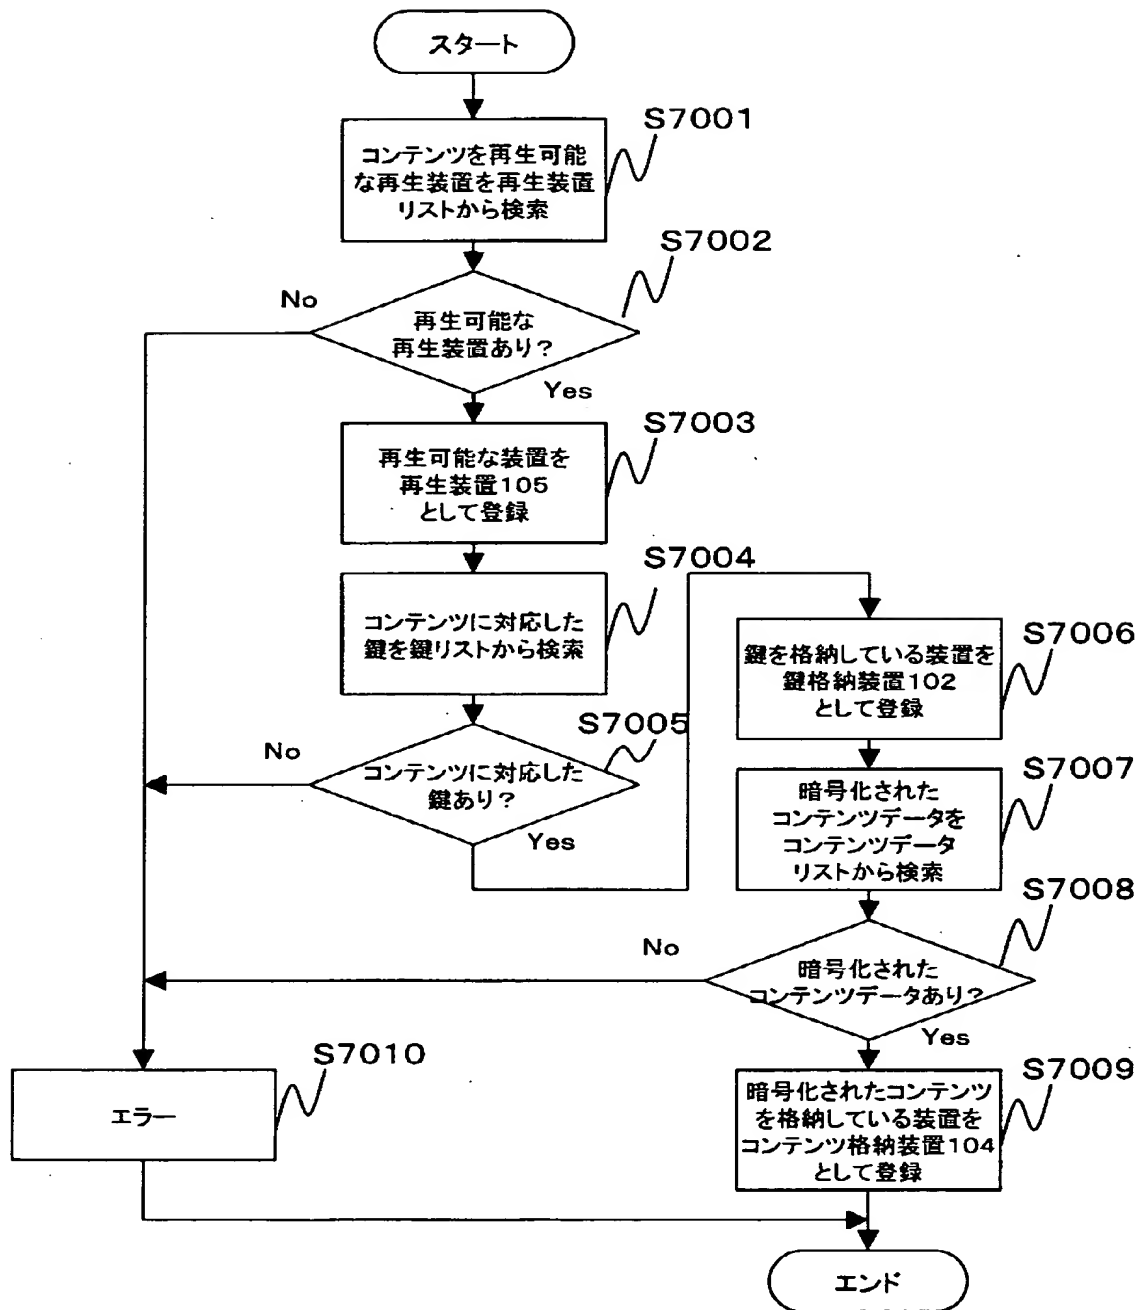 スタート
S7001
コンテンツを再生可能
な再生装置を再生装置
リストから検索
S7002
No
再生可能な
再生装置あり?
Yes
S7003
再生可能な装置を
再生装置105
として登録
S7004
コンテンツに対応した
鍵を鍵リストから検索
S7005
No
コンテンツに対応した
鍵あり?
Yes
S7006
鍵を格納している装置を
鍵格納装置102
として登録
S7007
暗号化された
コンテンツデータを
コンテンツデータ
リストから検索
S7008
No
暗号化された
コンテンツデータあり?
Yes
S7009
暗号化されたコンテンツ
を格納している装置を
コンテンツ格納装置104
として登録
S7010
エラー
エンド